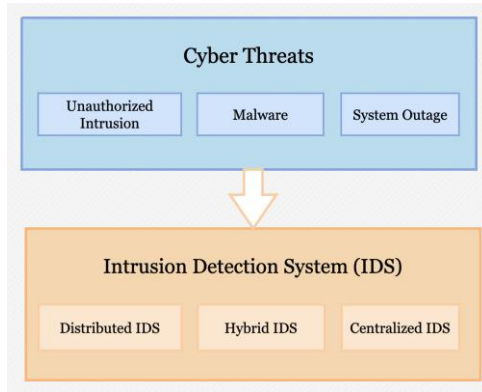 Cyber Threats
Unauthorized
Intrusion
Malware
System Outage
Intrusion Detection System (IDS)
Distributed IDS
Hybrid IDS
Centralized IDS